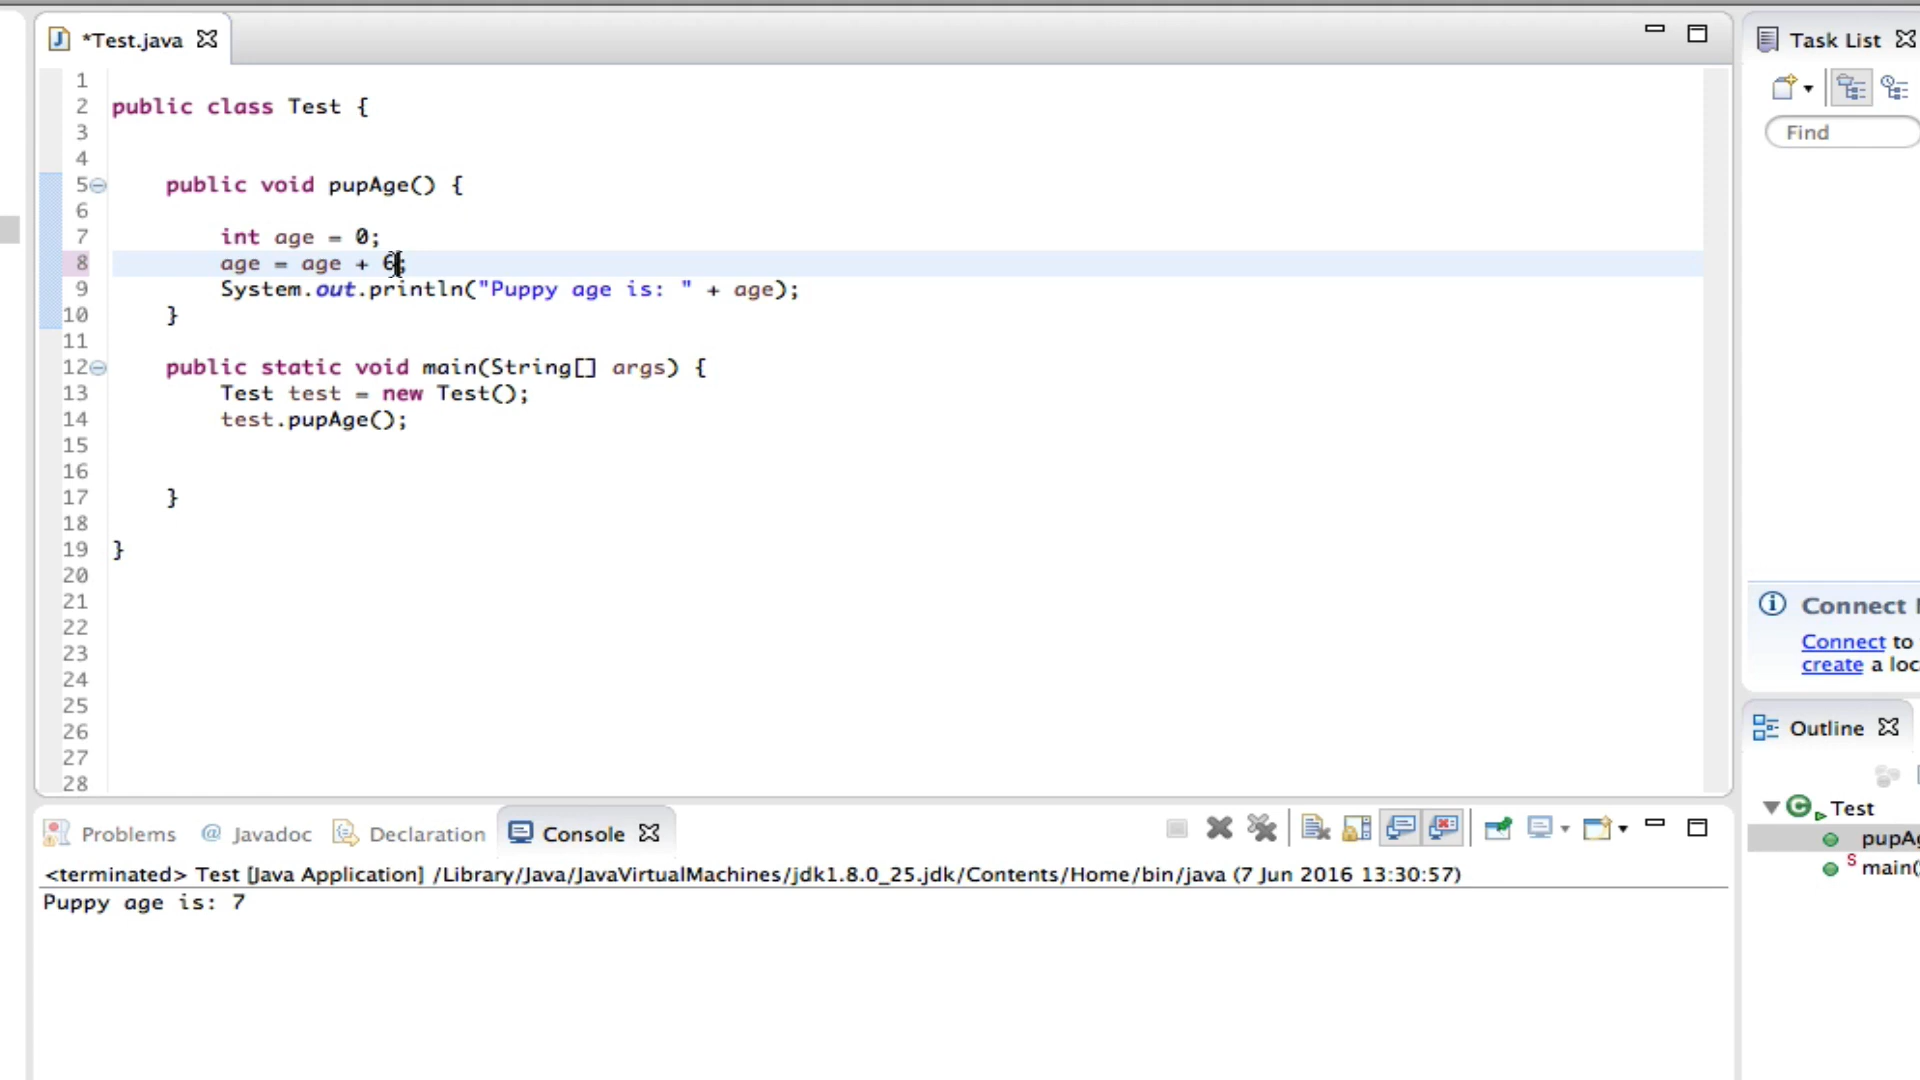 *Test.java
1
2 public class Test {
3
4
5 public void pupAge() {
6
7 int age = 0;
8 age = age + 6;
9 System.out.println("Puppy age is: " + age);
10 }
11
12 public static void main(String[] args) {
13 Test test = new Test();
14 test.pupAge();
15
16
17 }
18
19 }
20
21
22
23
24
25
26
27
28
Problems @ Javadoc Declaration Console
<terminated> Test [Java Application] /Library/Java/JavaVirtualMachines/jdk1.8.0_25.jdk/Contents/Home/bin/java (7 Jun 2016 13:30:57)
Puppy age is: 7
Task List
Find
Connect
Connect to
create a loc
Outline
Test
pupAg
S main(